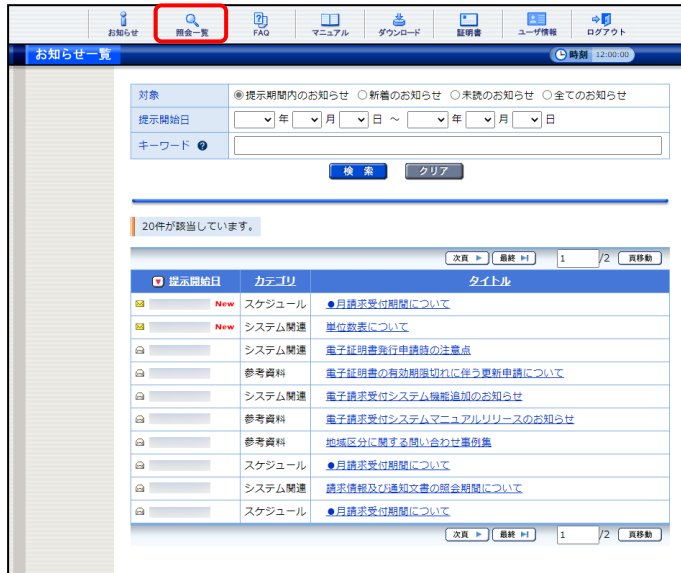 お知らせ 照会一覧 FAQ マニュアル ダウンロード 証明書 ユーザ情報 ログアウト
お知らせ一覧 時刻 12:00:00
対象 提示期間内のお知らせ 新着のお知らせ 未読のお知らせ 全てのお知らせ
提示開始日 年 月 日 ～ 年 月 日
キーワード ?
検 索 クリア
20件が該当しています。
次頁 最終 1 /2 頁移動
提示開始日 カテゴリ タイトル
New スケジュール ●月請求受付期間について
New システム関連 単位数表について
システム関連 電子証明書発行申請時の注意点
参考資料 電子証明書の有効期限切れに伴う更新申請について
システム関連 電子請求受付システム機能追加のお知らせ
参考資料 電子請求受付システムマニュアルリリースのお知らせ
参考資料 地域区分に関する問い合わせ事例集
スケジュール ●月請求受付期間について
システム関連 請求情報及び通知文書の照会期間について
スケジュール ●月請求受付期間について
次頁 最終 1 /2 頁移動